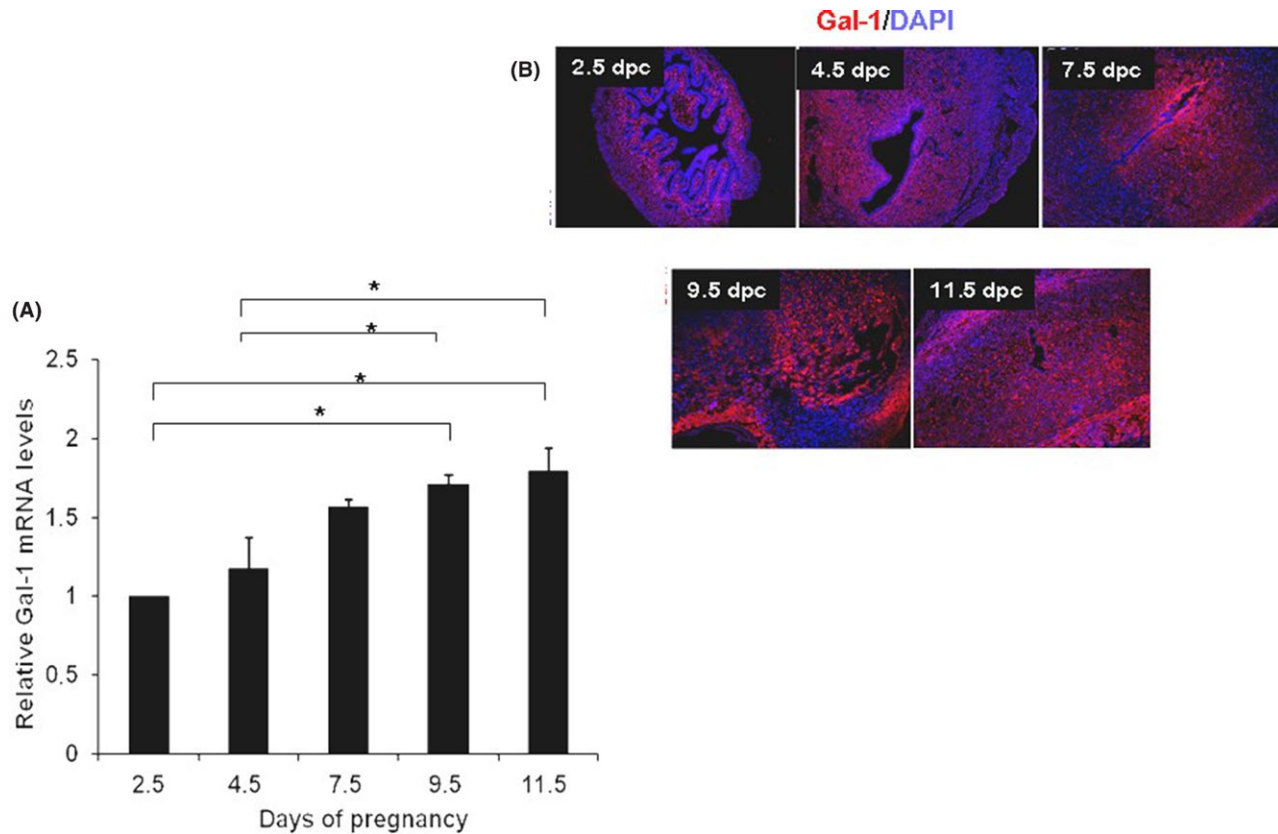 Gal-1/DAPI
(B)
2.5 dpc
4.5 dpc
7.5 dpc
9.5 dpc
11.5 dpc
(A)
*
*
*
*
Relative Gal-1 mRNA levels
2.5
2
1.5
1
0.5
0
2.5 4.5 7.5 9.5 11.5
Days of pregnancy